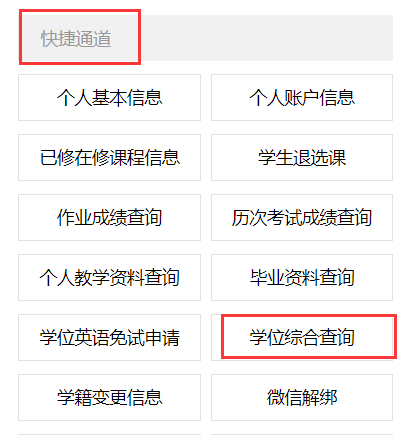 快捷通道
个人基本信息
个人账户信息
已修在修课程信息
学生退选课
作业成绩查询
历次考试成绩查询
个人教学资料查询
毕业资料查询
学位英语免试申请
学位综合查询
学籍变更信息
微信解绑